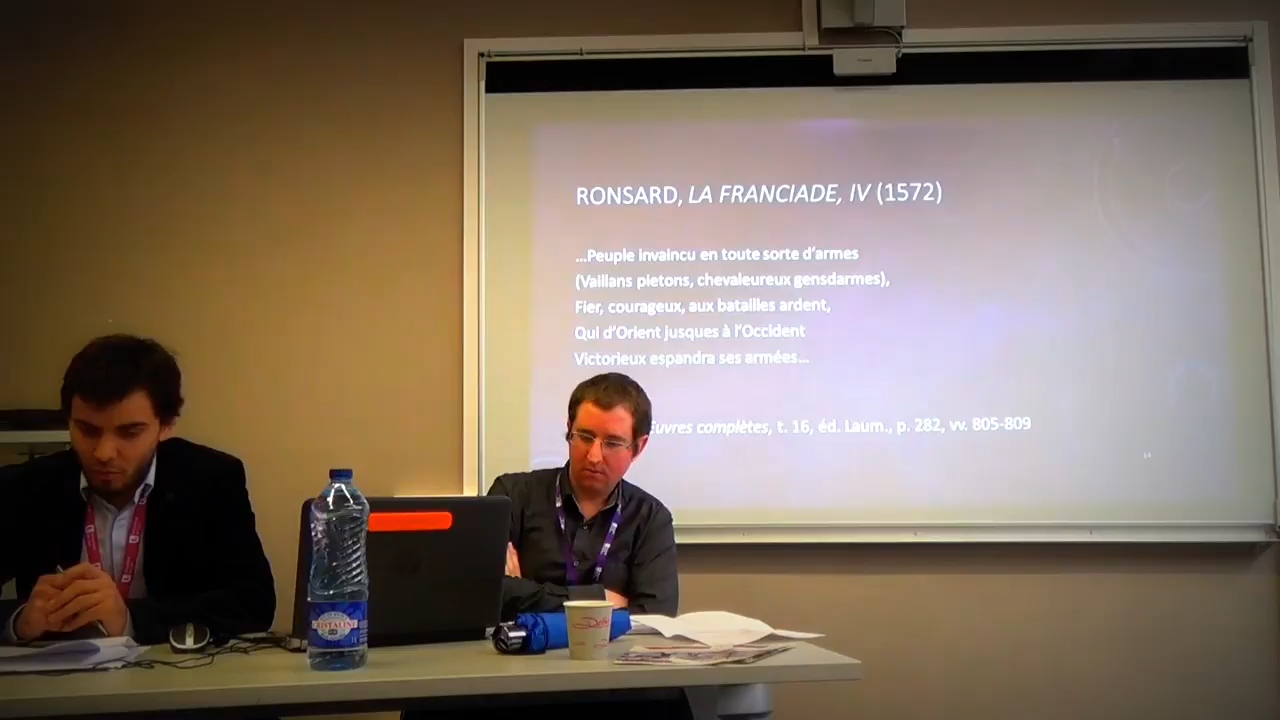 RONSARD, LA FRANCIADE, IV (1572)
...Peuple invaincu en toute sorte d'armes
(Vaillans pietons, chevaleureux gensdarmes),
Fier, courageux, aux batailles ardent,
Qui d'Orient jusques à l'Occident
Victorieux espandra ses armées...
Euvres complètes, t. 16, éd. Laum., p. 282, vv. 805-809
CRISTALINE